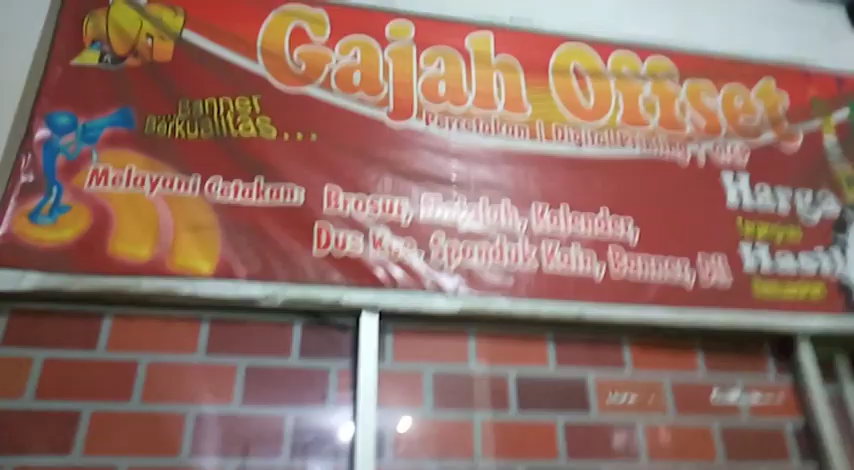 Gajah Offset
Percetakan | Digital Printing |
Banner
Berkualitas...
Melayani Cetakan: Brosur, Kalender,
Dus Kue, Spanduk Kain, Banner, Dll
Harga
Hasil